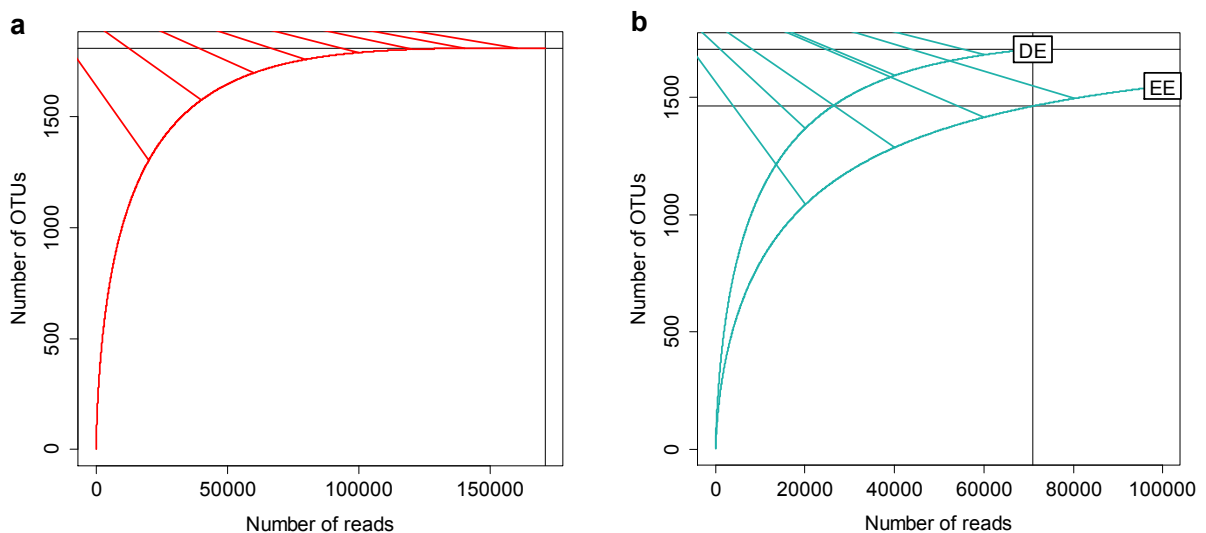 a
1500
1000
500
0
Number of OTUs
0 50000 100000 150000
Number of reads
b
DE
EE
1500
1000
500
0
Number of OTUs
0 20000 40000 60000 80000 100000
Number of reads